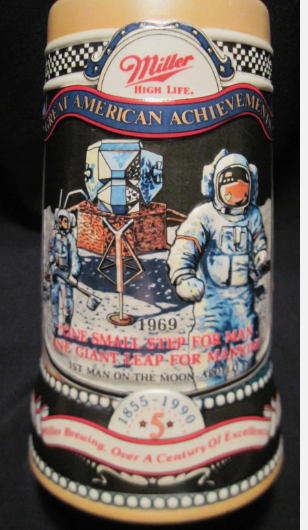 Miller
HIGH LIFE.
GREAT AMERICAN ACHIEVEMENTS
1969
ONE SMALL STEP FOR MAN
ONE GIANT LEAP FOR MANKIND
1ST MAN ON THE MOON
1855-1990
5
Miller Brewing, Over A Century Of Excellence